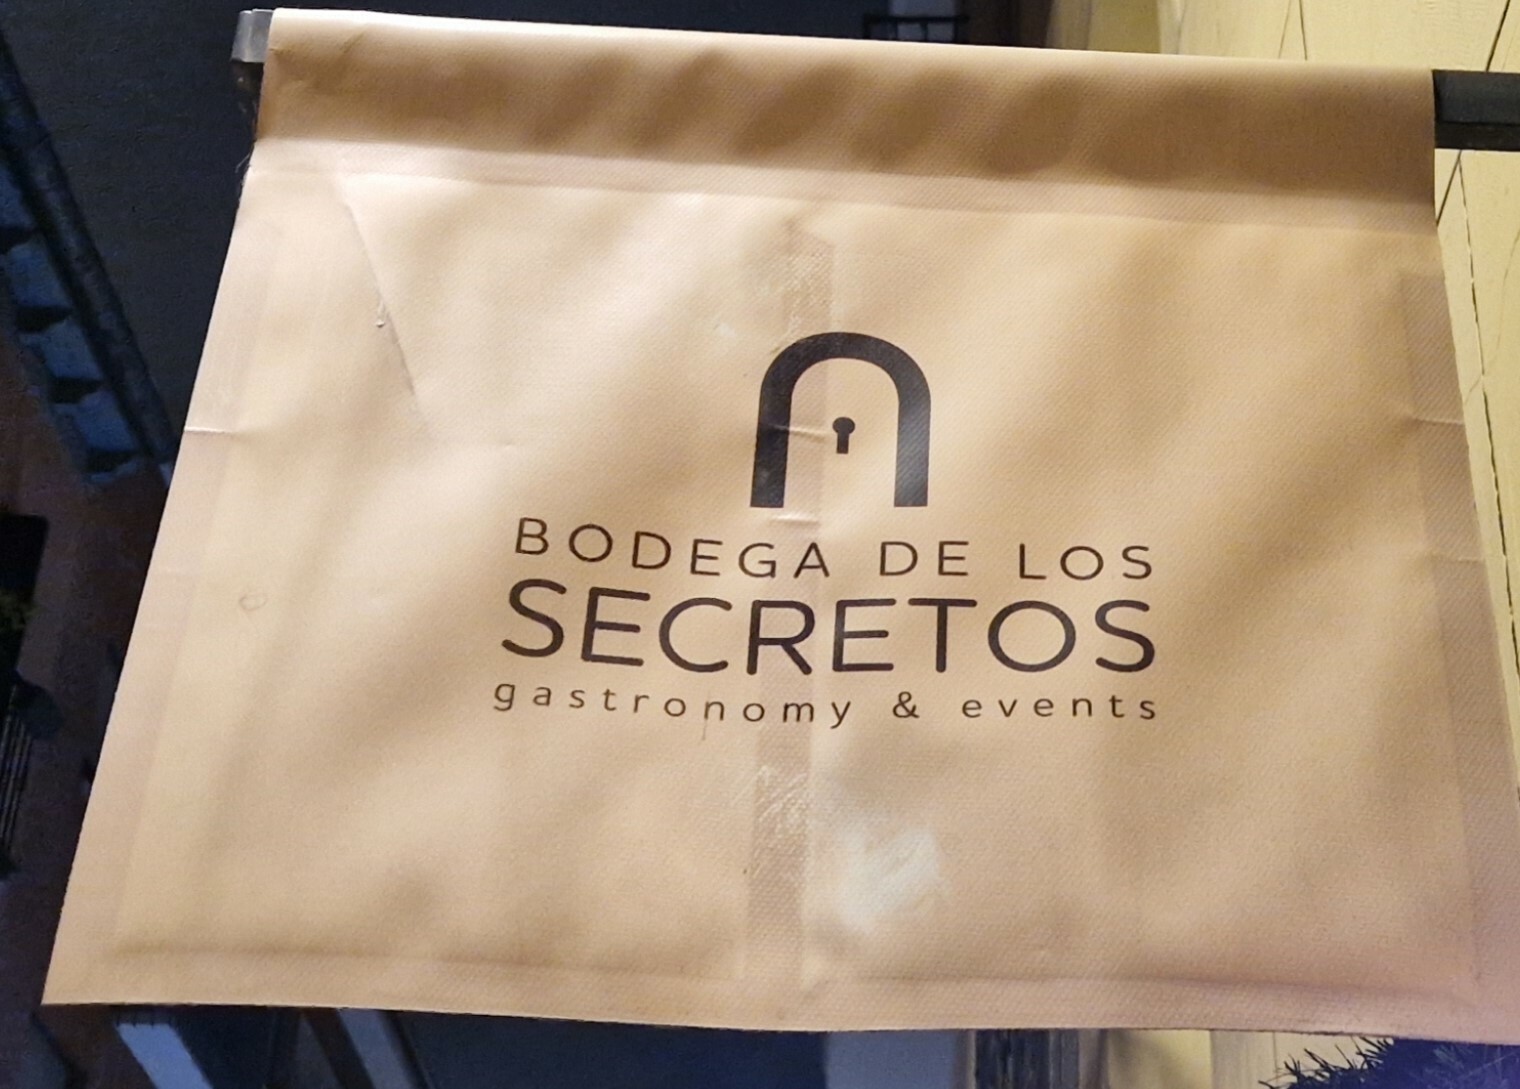 BODEGA DE LOS
SECRETOS
gastronomy & events